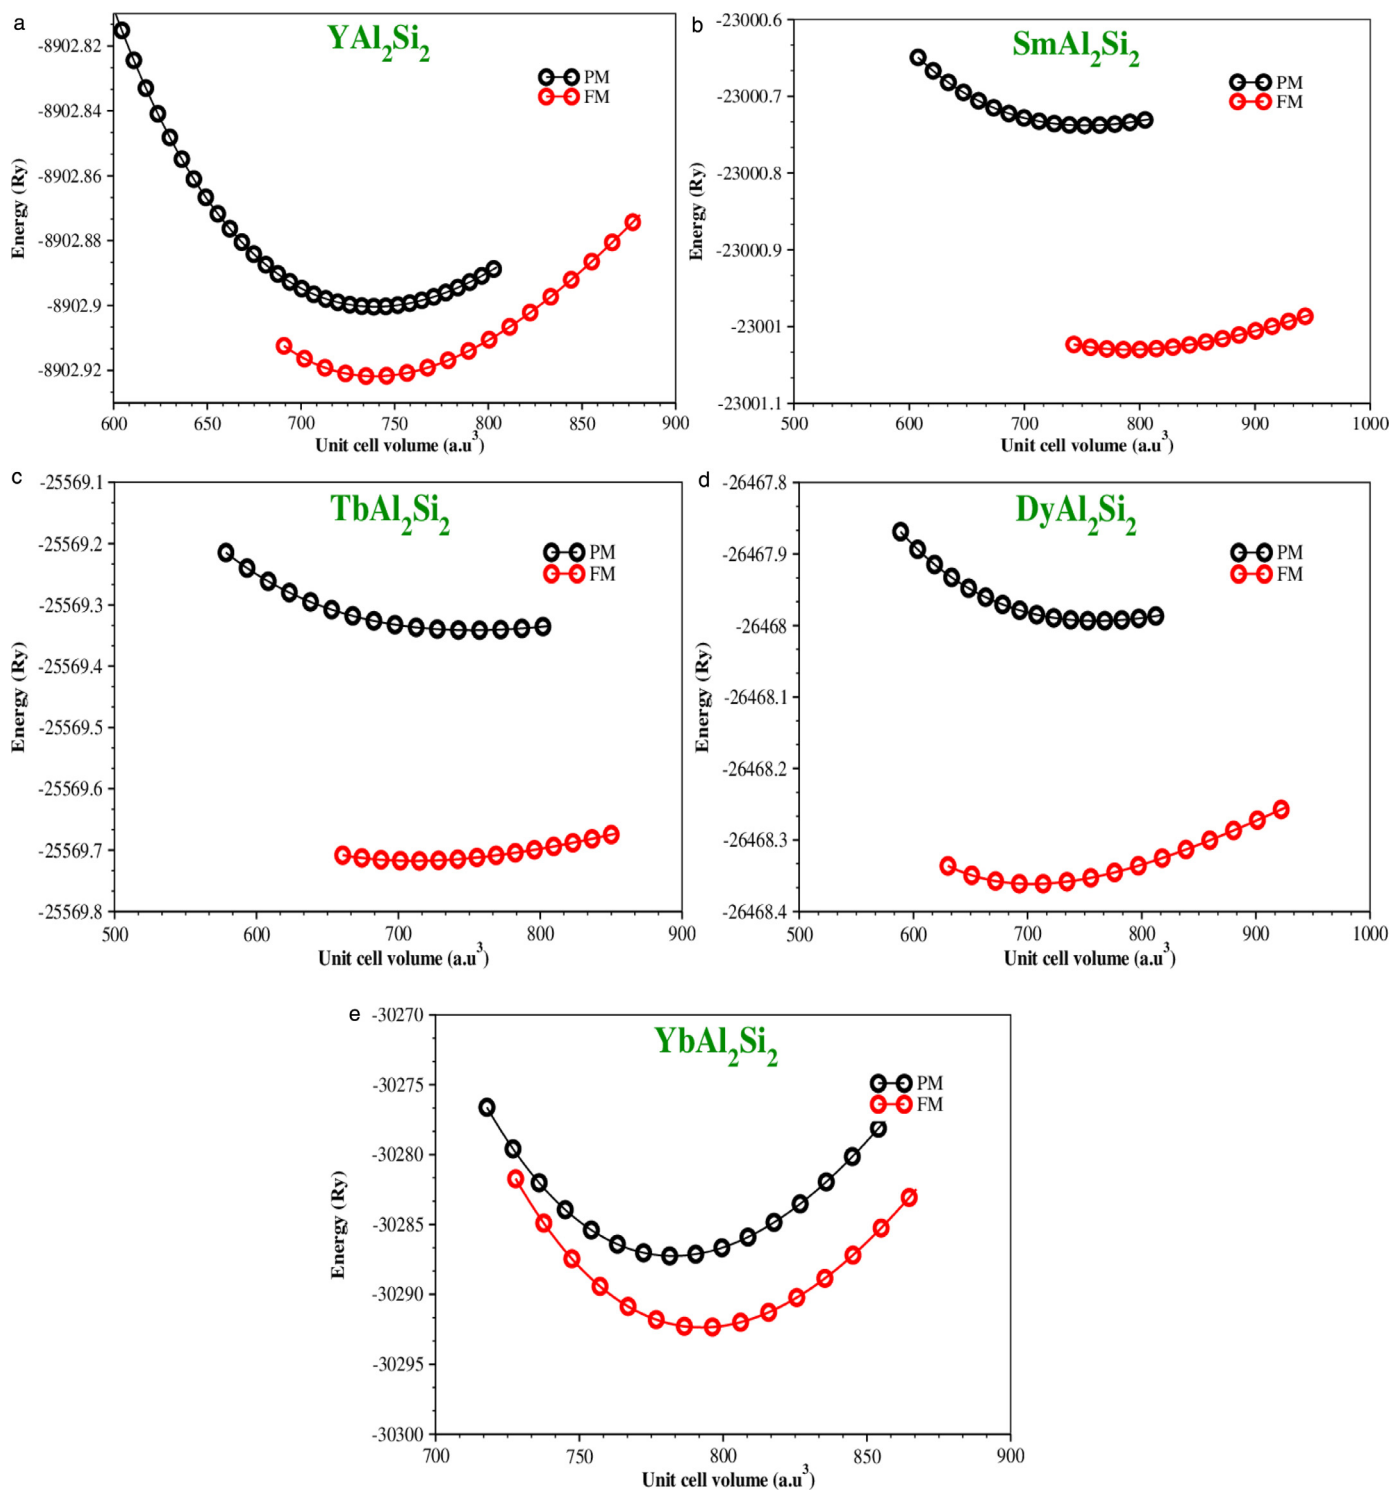 a
YAl2Si2
-8902.82
-8902.84
-8902.86
-8902.88
-8902.9
-8902.92
PM
FM
Energy (Ry)
600 650 700 750 800 850 900
Unit cell volume (a.u3)
b
SmAl2Si2
-23000.6
-23000.7
-23000.8
-23000.9
-23001
-23001.1
PM
FM
Energy (Ry)
500 600 700 800 900 1000
Unit cell volume (a.u3)
c
TbAl2Si2
-25569.1
-25569.2
-25569.3
-25569.4
-25569.5
-25569.6
-25569.7
-25569.8
PM
FM
Energy (Ry)
500 600 700 800 900
Unit cell volume (a.u3)
d
DyAl2Si2
-26467.8
-26467.9
-26468
-26468.1
-26468.2
-26468.3
-26468.4
PM
FM
Energy (Ry)
500 600 700 800 900 1000
Unit cell volume (a.u3)
e
YbAl2Si2
-30270
-30275
-30280
-30285
-30290
-30295
-30300
PM
FM
Energy (Ry)
700 750 800 850 900
Unit cell volume (a.u3)